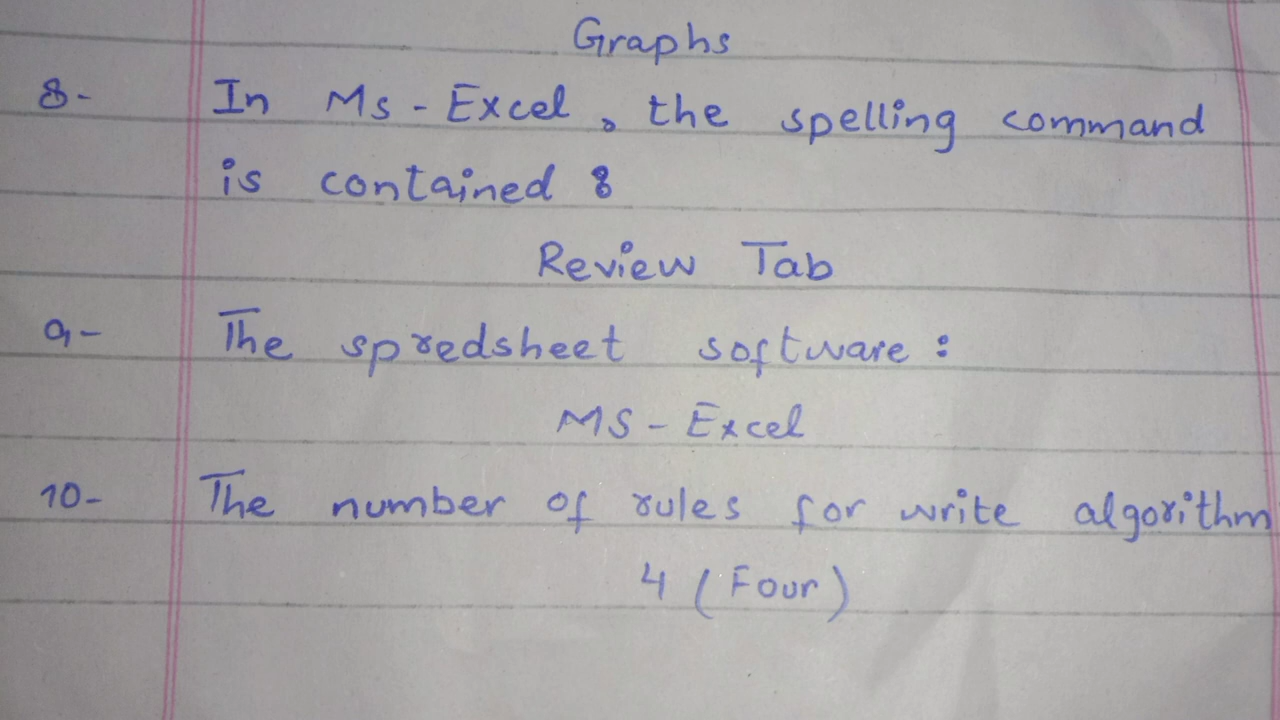 Graphs
8- In Ms-Excel, the spelling command
is contained :
Review Tab
9- The spredsheet software :
MS-Excel
10- The number of rules for write algorithm
4 (Four)